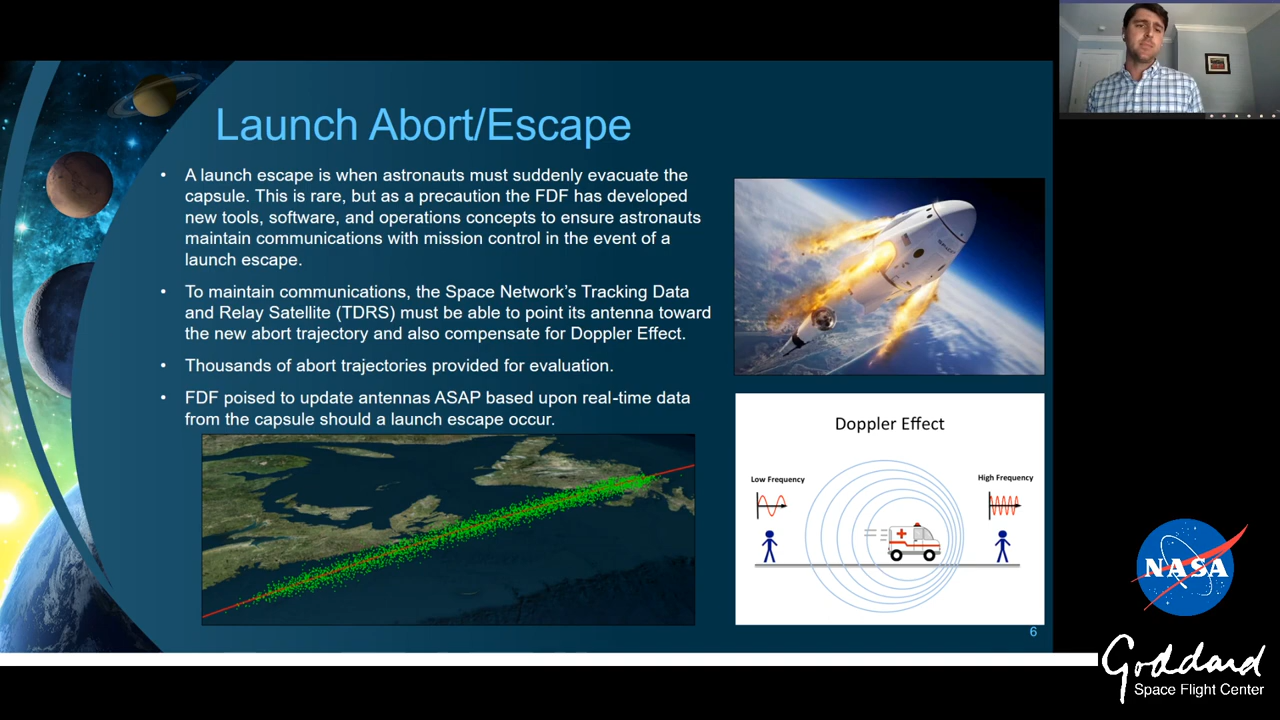 Launch Abort/Escape
• A launch escape is when astronauts must suddenly evacuate the
capsule. This is rare, but as a precaution the FDF has developed
new tools, software, and operations concepts to ensure astronauts
maintain communications with mission control in the event of a
launch escape.
• To maintain communications, the Space Network’s Tracking Data
and Relay Satellite (TDRS) must be able to point its antenna toward
the new abort trajectory and also compensate for Doppler Effect.
• Thousands of abort trajectories provided for evaluation.
• FDF poised to update antennas ASAP based upon real-time data
from the capsule should a launch escape occur.
Doppler Effect
Low Frequency
High Frequency
6
NASA
Goddard
Space Flight Center